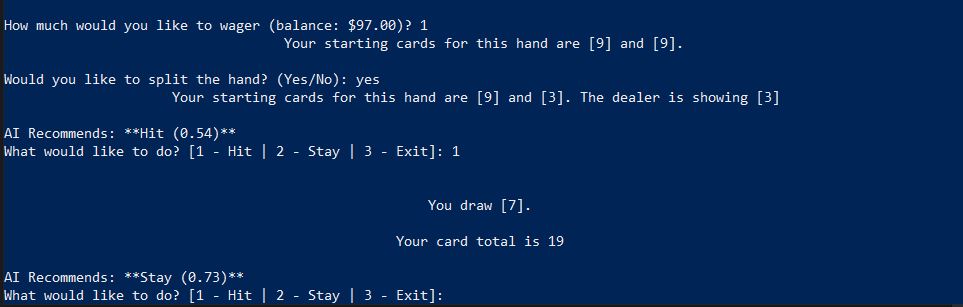 How much would you like to wager (balance: $97.00)? 1
Your starting cards for this hand are [9] and [9].
Would you like to split the hand? (Yes/No): yes
Your starting cards for this hand are [9] and [3]. The dealer is showing [3]
AI Recommends: **Hit (0.54)**
What would like to do? [1 - Hit | 2 - Stay | 3 - Exit]: 1
You draw [7].
Your card total is 19
AI Recommends: **Stay (0.73)**
What would like to do? [1 - Hit | 2 - Stay | 3 - Exit]: